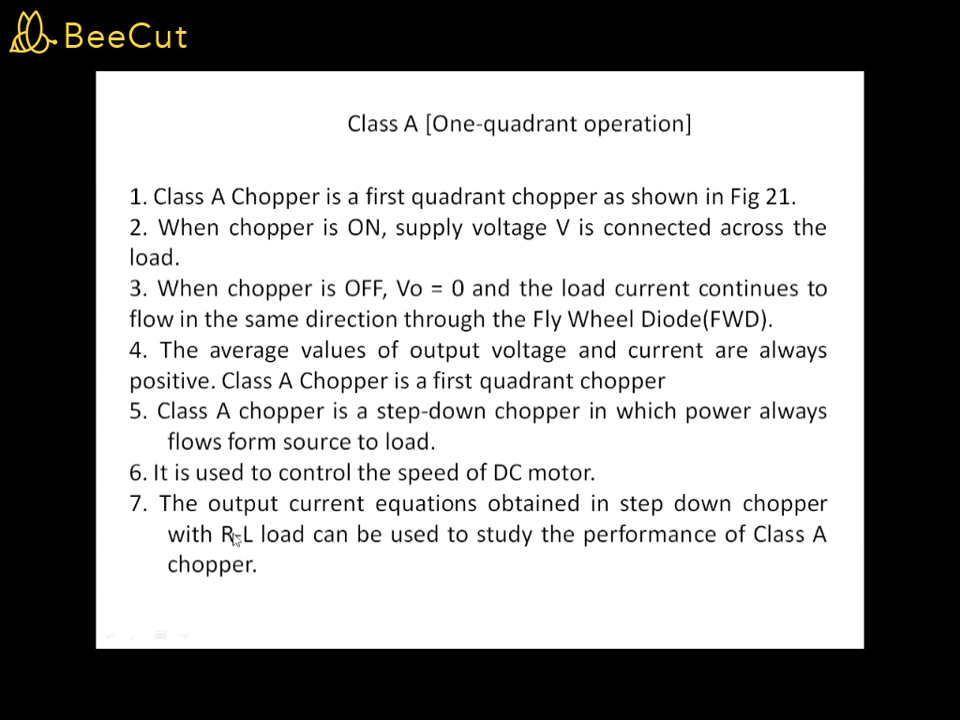 BeeCut
Class A [One-quadrant operation]
1. Class A Chopper is a first quadrant chopper as shown in Fig 21.
2. When chopper is ON, supply voltage V is connected across the
load.
3. When chopper is OFF, Vo = 0 and the load current continues to
flow in the same direction through the Fly Wheel Diode(FWD).
4. The average values of output voltage and current are always
positive. Class A Chopper is a first quadrant chopper
5. Class A chopper is a step-down chopper in which power always
flows form source to load.
6. It is used to control the speed of DC motor.
7. The output current equations obtained in step down chopper
with R-L load can be used to study the performance of Class A
chopper.